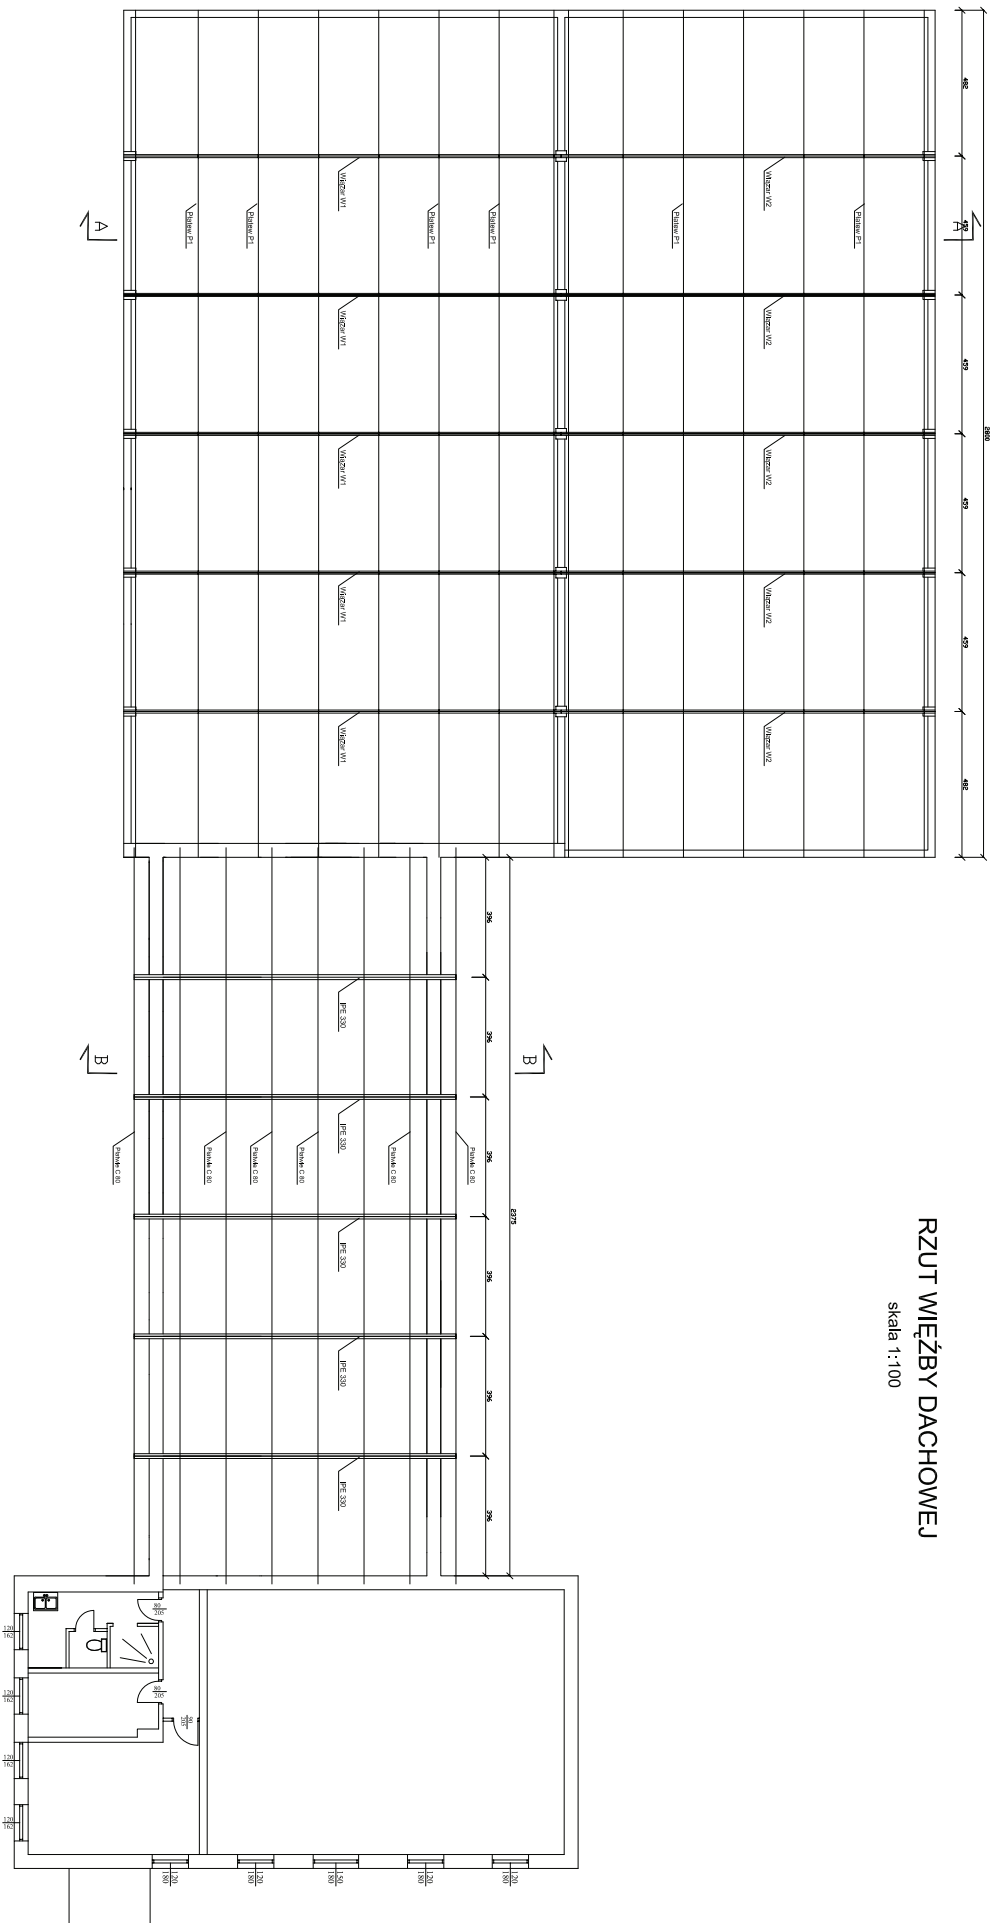 RZUT WIĘŹBY DACHOWEJ
skala 1:100
2800
482
459
459
459
459
482
A
A
Płatew P1
Płatew P1
Płatew P1
Płatew P1
Płatew P1
Płatew P1
Wiązar W1
Wiązar W2
Wiązar W1
Wiązar W2
Wiązar W1
Wiązar W2
Wiązar W1
Wiązar W2
Wiązar W1
Wiązar W2
2375
396
396
396
396
396
396
B
B
IPE 330
IPE 330
IPE 330
IPE 330
IPE 330
Płatwie C 80
Płatwie C 80
Płatwie C 80
Płatwie C 80
Płatwie C 80
Płatwie C 80
80
205
80
205
90
205
120
162
120
162
120
162
120
162
120
180
120
180
150
180
120
180
120
180